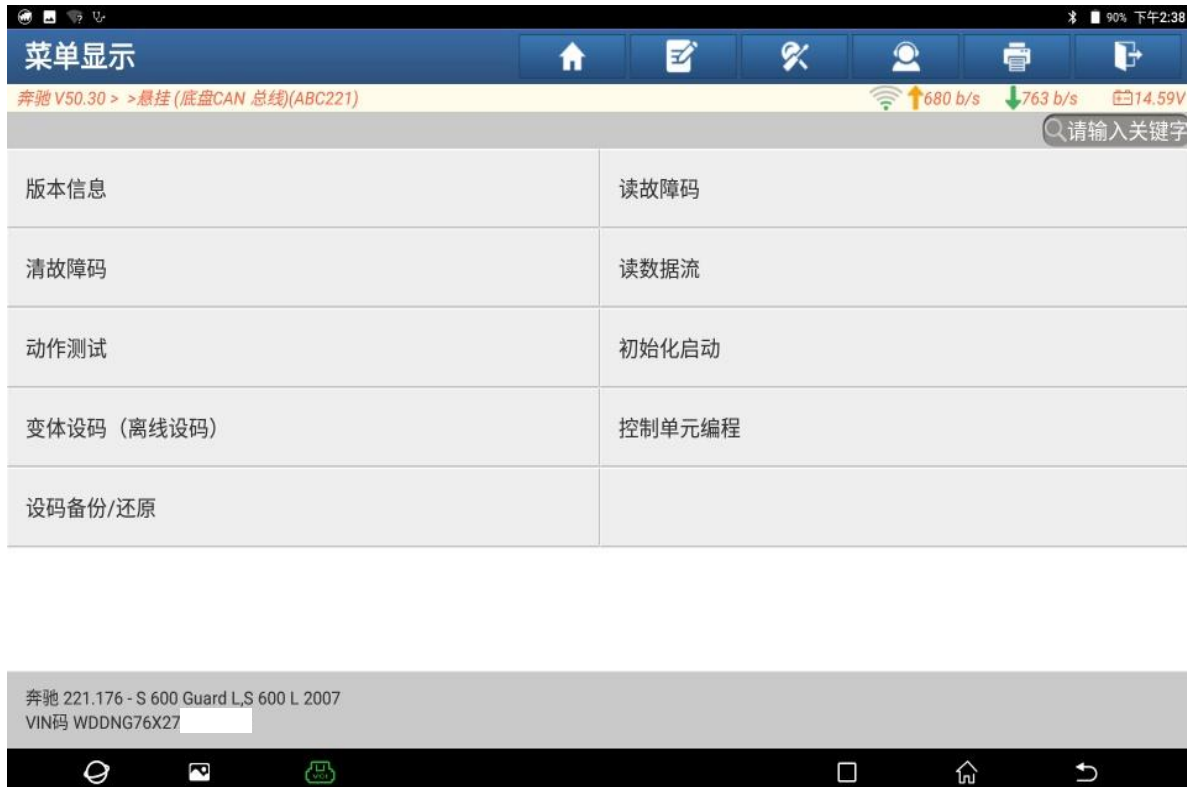 90% 下午2:38
菜单显示
奔驰 V50.30 > >悬挂 (底盘CAN 总线)(ABC221)
680 b/s 763 b/s 14.59V
请输入关键字
版本信息 读故障码
清故障码 读数据流
动作测试 初始化启动
变体设码（离线设码） 控制单元编程
设码备份/还原
奔驰 221.176 - S 600 Guard L,S 600 L 2007
VIN码 WDDNG76X27
VCI